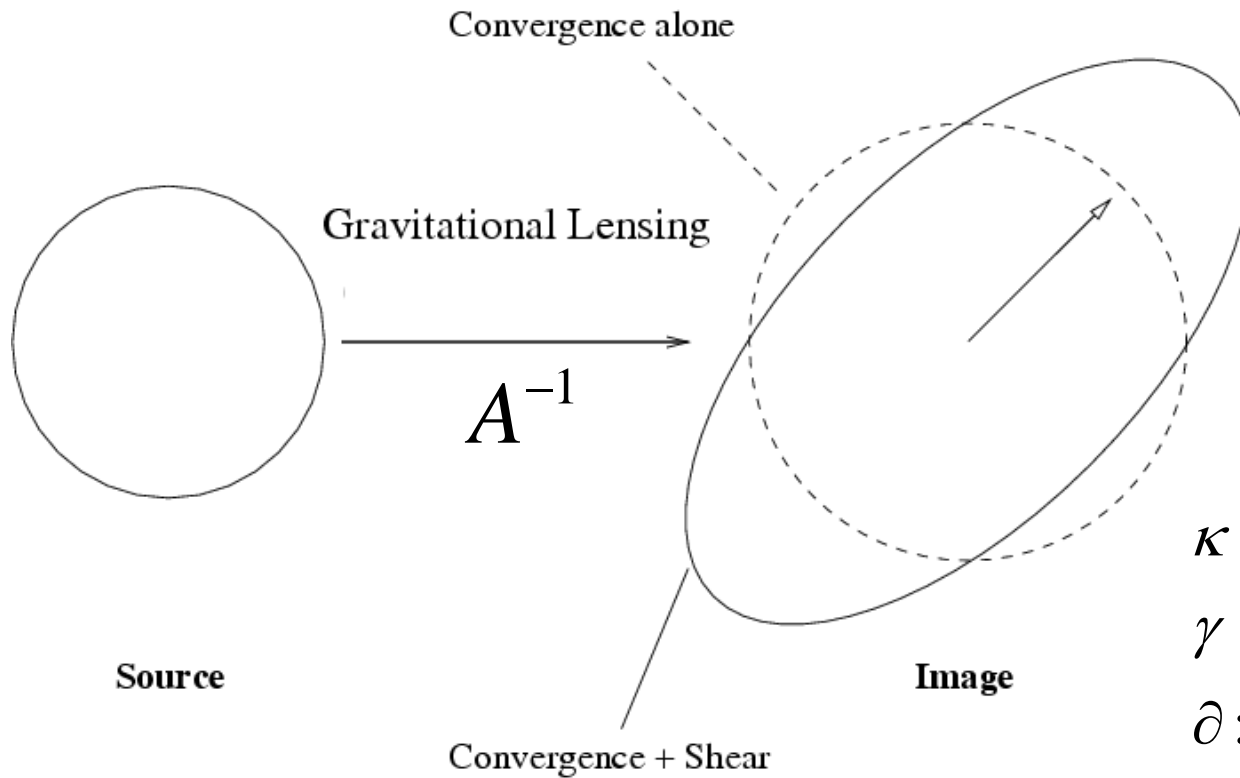 Convergence alone
Gravitational Lensing
A⁻¹
κ
γ
Source
Image
∂:
Convergence + Shear